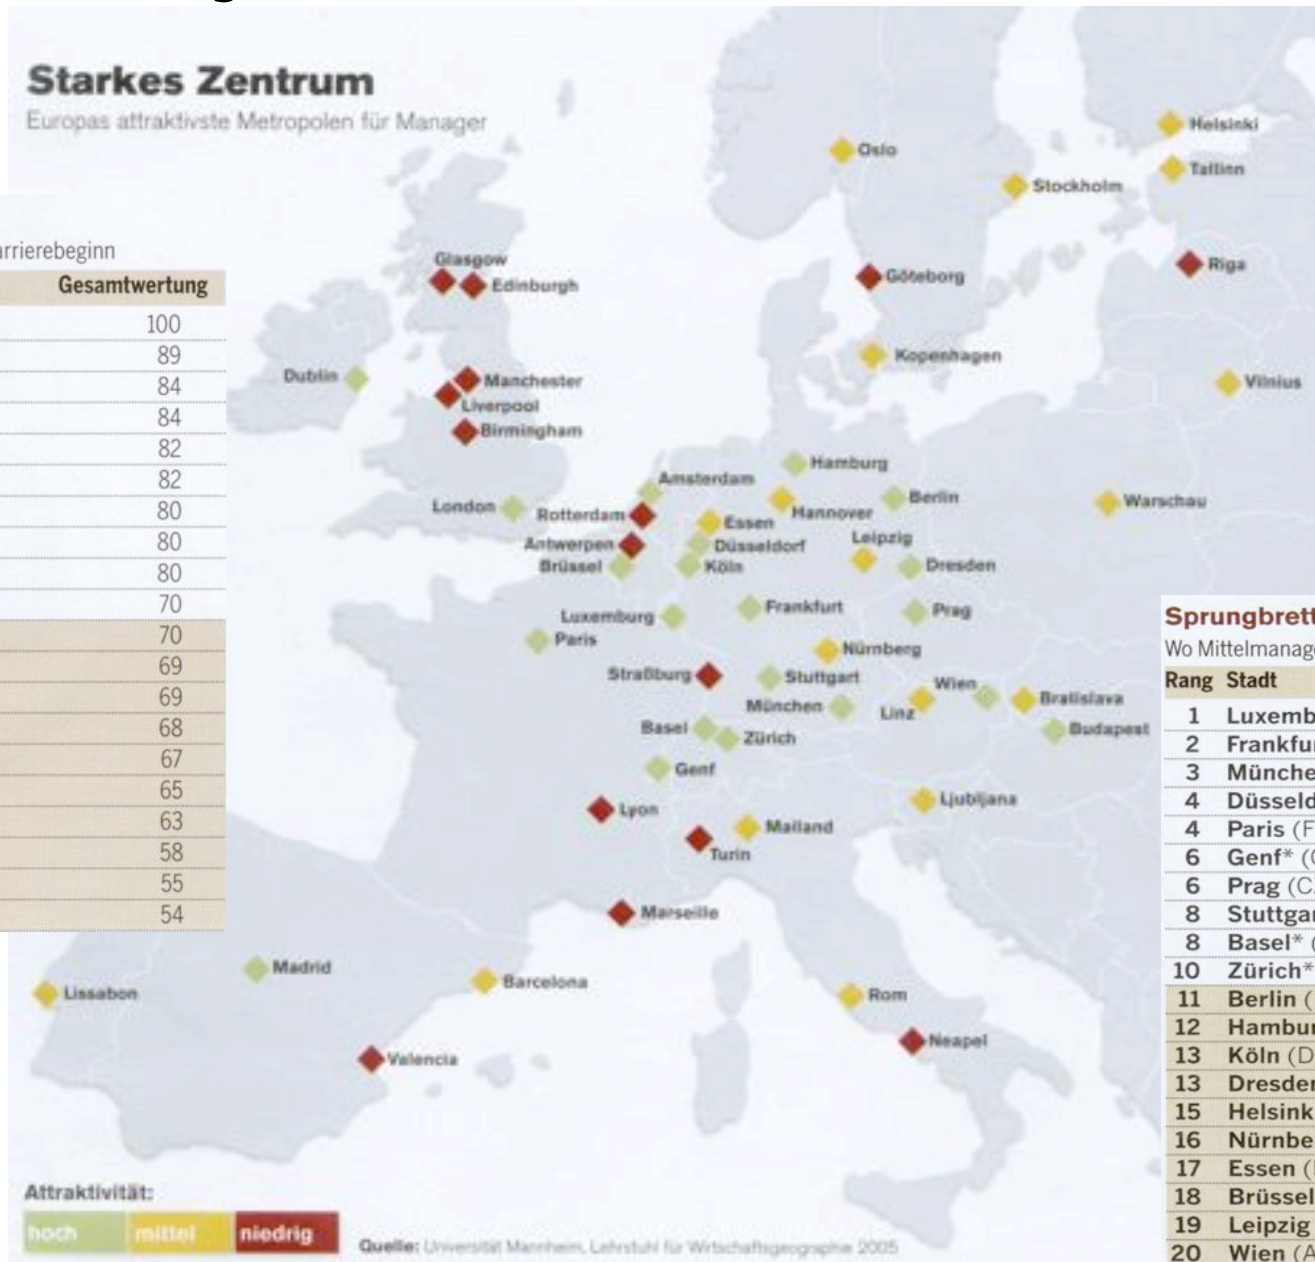 Starkes Zentrum
Europas attraktivste Metropolen für Manager
Helsinki
Oslo
Tallinn
Stockholm
Glasgow
Edinburgh
Göteborg
Riga
Kopenhagen
Dublin
Manchester
Liverpool
Birmingham
Vilnius
Hamburg
Amsterdam
London
Rotterdam
Hannover
Berlin
Warschau
Essen
Antwerpen
Düsseldorf
Leipzig
Brüssel
Köln
Dresden
Luxemburg
Frankfurt
Prag
Paris
Nürnberg
Straßburg
Stuttgart
Wien
München
Linz
Bratislava
Basel
Zürich
Budapest
Genf
Lyon
Ljubljana
Mailand
Turin
Marseille
Madrid
Barcelona
Lissabon
Rom
Neapel
Valencia
Attraktivität:
hoch mittel niedrig
Quelle: Universität Mannheim, Lehrstuhl für Wirtschaftsgeographie 2005
arrierebeginn
Gesamtwertung
100
89
84
84
82
82
80
80
80
70
70
69
69
68
67
65
63
58
55
54
Sprungbrett
Wo Mittelmanage
Rang Stadt
1 Luxemb
2 Frankfu
3 Münche
4 Düsseld
4 Paris (F
6 Genf* (
6 Prag (C
8 Stuttga
8 Basel* (
10 Zürich*
11 Berlin (
12 Hambur
13 Köln (D
13 Dresde
15 Helsink
16 Nürnbe
17 Essen (
18 Brüssel
19 Leipzig
20 Wien (A